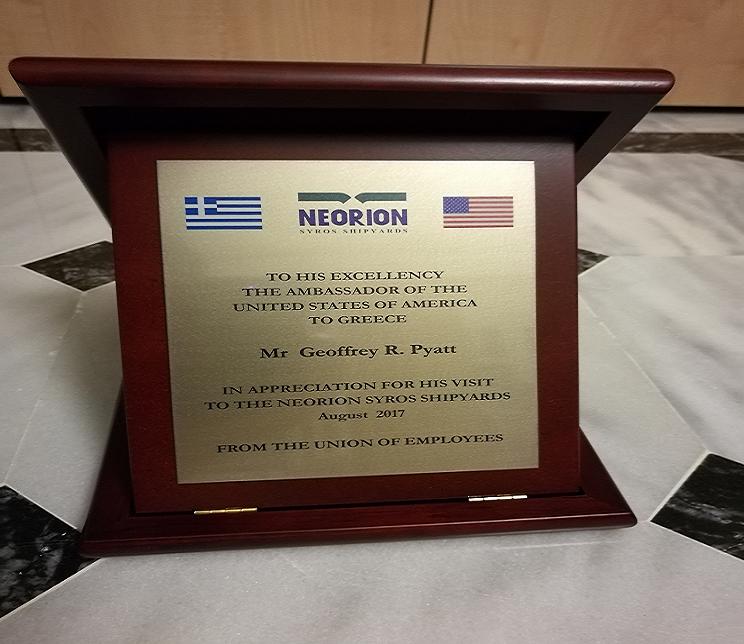 NEORION
SYROS SHIPYARDS
TO HIS EXCELLENCY
THE AMBASSADOR OF THE
UNITED STATES OF AMERICA
TO GREECE
Mr Geoffrey R. Pyatt
IN APPRECIATION FOR HIS VISIT
TO THE NEORION SYROS SHIPYARDS
August 2017
FROM THE UNION OF EMPLOYEES